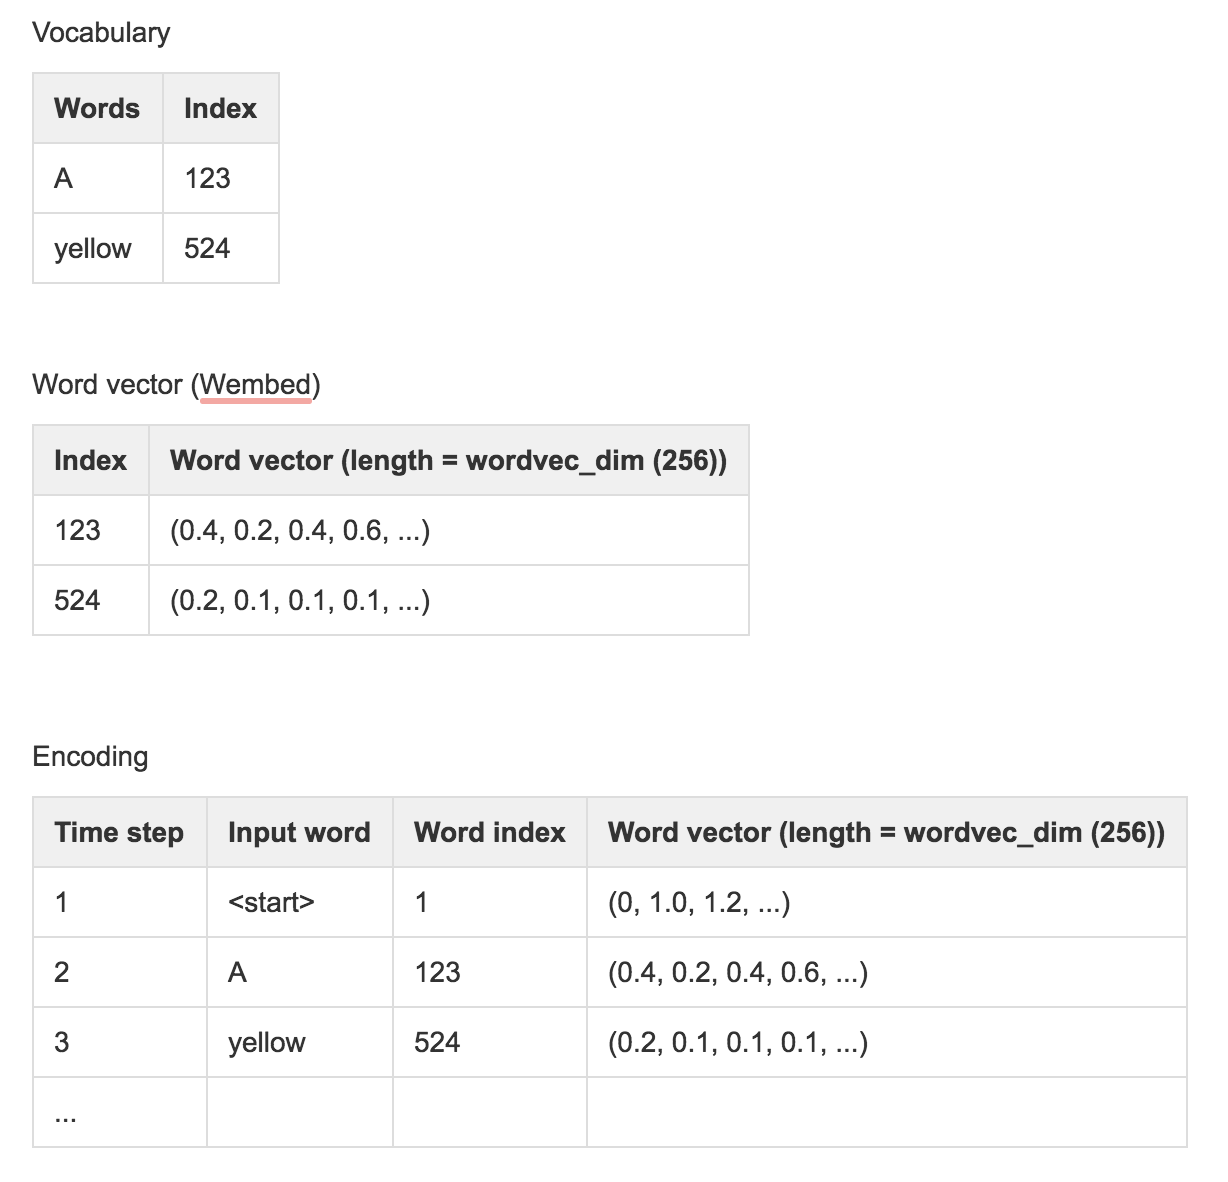 Vocabulary
Words Index
A 123
yellow 524
Word vector (Wembed)
Index Word vector (length = wordvec_dim (256))
123 (0.4, 0.2, 0.4, 0.6, ...)
524 (0.2, 0.1, 0.1, 0.1, ...)
Encoding
Time step Input word Word index Word vector (length = wordvec_dim (256))
1 <start> 1 (0, 1.0, 1.2, ...)
2 A 123 (0.4, 0.2, 0.4, 0.6, ...)
3 yellow 524 (0.2, 0.1, 0.1, 0.1, ...)
...